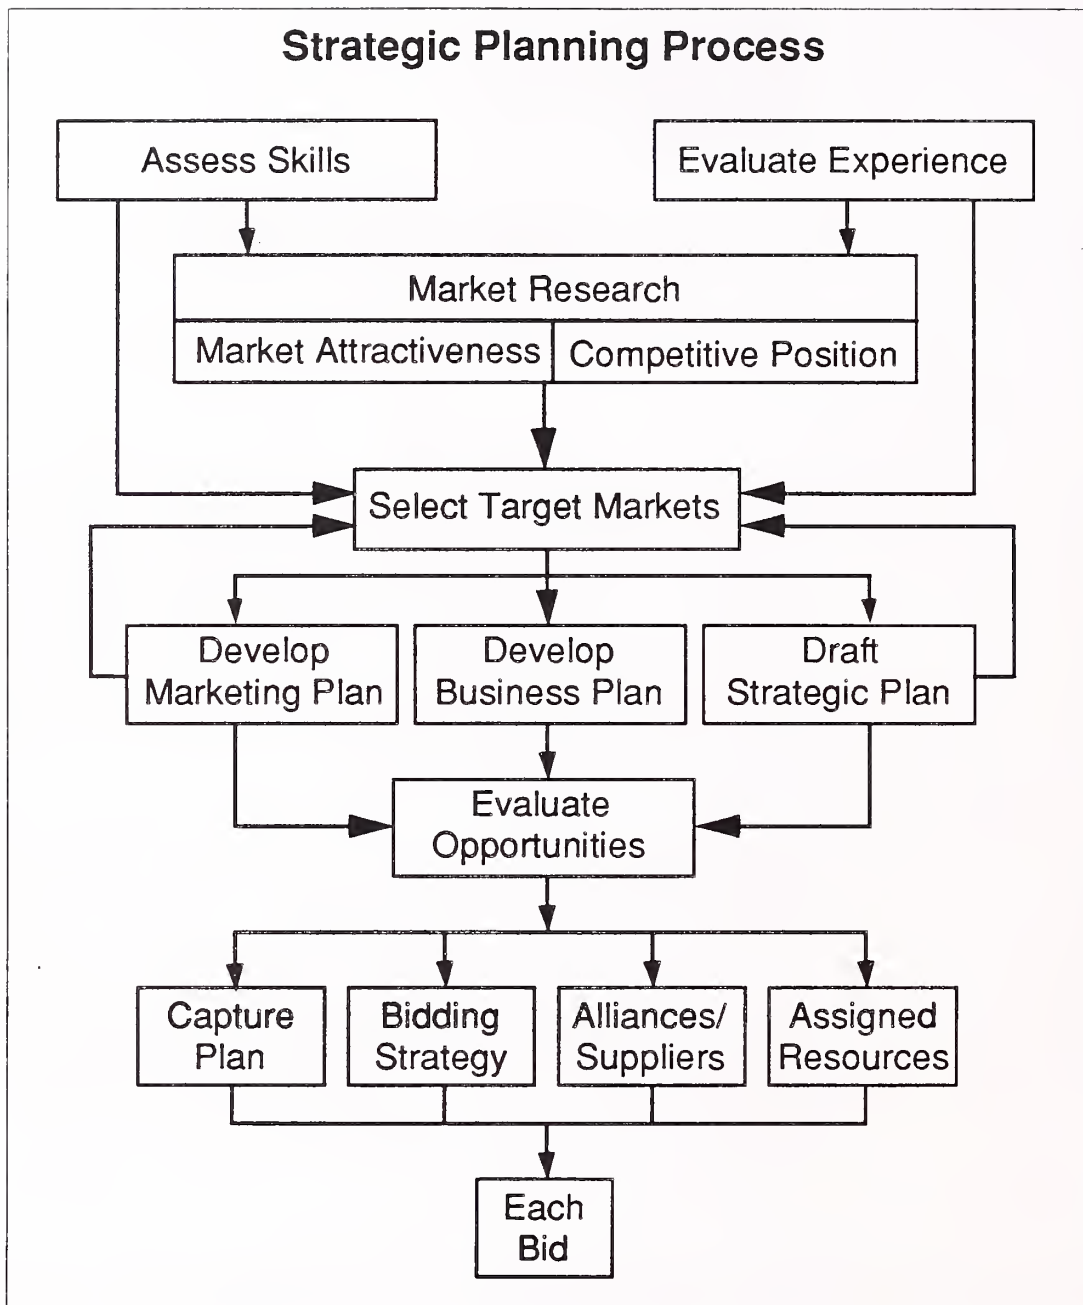 Strategic Planning Process
Assess Skills
Evaluate Experience
Market Research
Market Attractiveness
Competitive Position
Select Target Markets
Develop
Marketing Plan
Develop
Business Plan
Draft
Strategic Plan
Evaluate
Opportunities
Capture
Plan
Bidding
Strategy
Alliances/
Suppliers
Assigned
Resources
Each
Bid